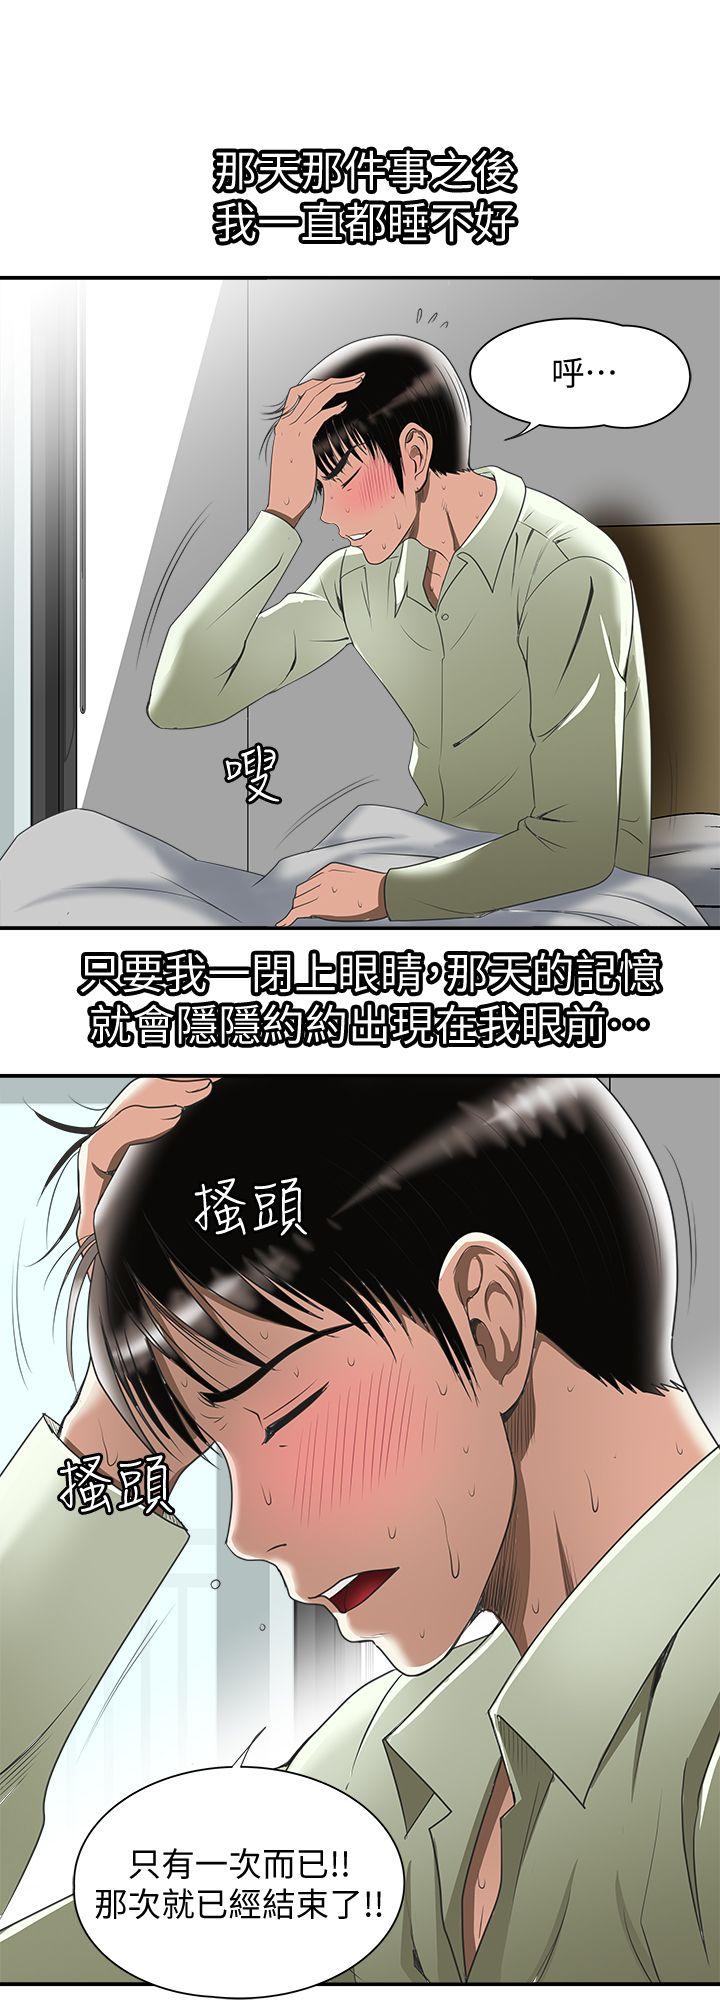 那天那件事之後
我一直都睡不好
呼⋯
嗖
只要我一閉上眼睛，那天的記憶
就會隱隱約約出現在我眼前⋯
搔頭
搔頭
只有一次而已!!
那次就已經結束了!!